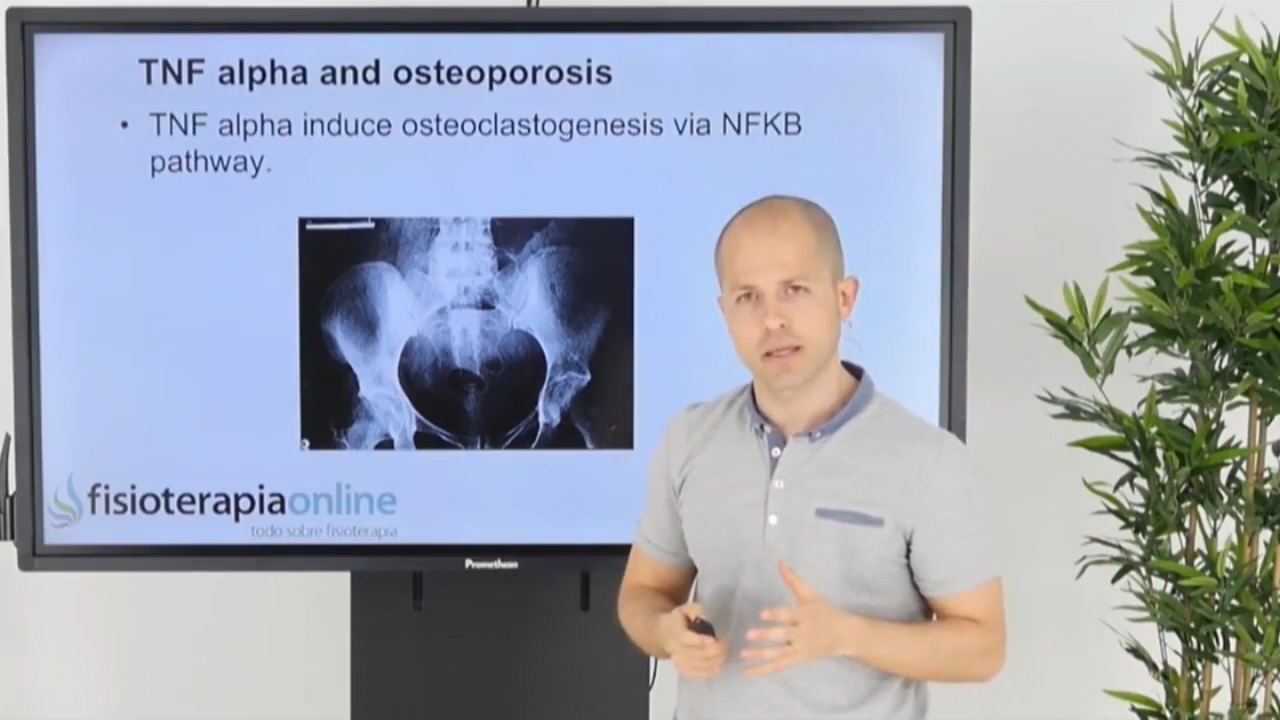 TNF alpha and osteoporosis
• TNF alpha induce osteoclastogenesis via NFKB
pathway.
fisioterapiaonline
todo sobre fisioterapia
Promethean